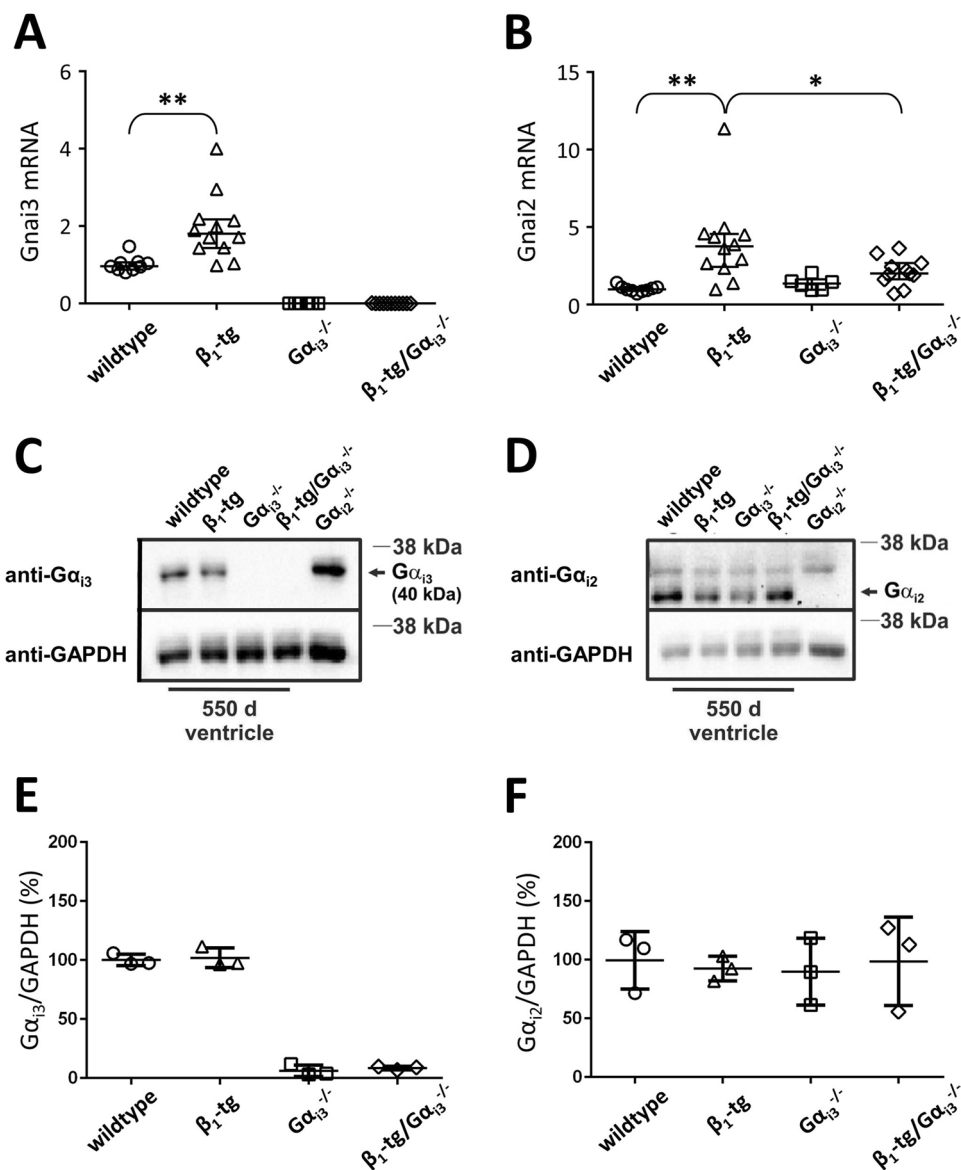 A
Gnai3 mRNA
6
4
2
0
**
wildtype
β₁-tg
Gαᵢ₃⁻/⁻
β₁-tg/Gαᵢ₃⁻/⁻
B
Gnai2 mRNA
15
10
5
0
**
*
wildtype
β₁-tg
Gαᵢ₃⁻/⁻
β₁-tg/Gαᵢ₃⁻/⁻
C
wildtype
β₁-tg
Gαᵢ₃⁻/⁻
β₁-tg/Gαᵢ₃⁻/⁻
Gαᵢ₂⁻/⁻
38 kDa
anti-Gαᵢ₃
Gαᵢ₃
(40 kDa)
38 kDa
anti-GAPDH
550 d
ventricle
D
wildtype
β₁-tg
Gαᵢ₃⁻/⁻
β₁-tg/Gαᵢ₃⁻/⁻
Gαᵢ₂⁻/⁻
38 kDa
anti-Gαᵢ₂
Gαᵢ₂
38 kDa
anti-GAPDH
550 d
ventricle
E
Gαᵢ₃/GAPDH (%)
200
150
100
50
0
wildtype
β₁-tg
Gαᵢ₃⁻/⁻
β₁-tg/Gαᵢ₃⁻/⁻
F
Gαᵢ₂/GAPDH (%)
200
150
100
50
0
wildtype
β₁-tg
Gαᵢ₃⁻/⁻
β₁-tg/Gαᵢ₃⁻/⁻